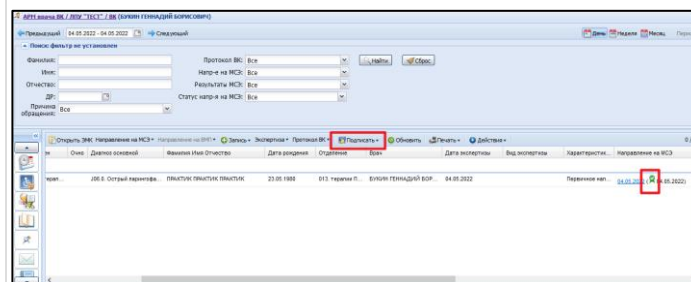 АРМ врача ВК / ЛПУ "ТЕСТ" / ВК (БУКИН ГЕННАДИЙ БОРИСОВИЧ)
Предыдущий 04.05.2022 - 04.05.2022 Следующий День Неделя Месяц
Поиск: фильтр не установлен
Фамилия: Протокол ВК: Все Найти Сброс
Имя: Напр-е на МСЭ: Все
Отчество: Результаты МСЭ: Все
ДР: Статус напр-я на МСЭ: Все
Причина обращения: Все
Открыть ЭМК Направление на МСЭ Направление на ВМП Запись Экспертиза Протокол ВК Подписать Обновить Печать Действия
Очно Диагноз основной Фамилия Имя Отчество Дата рождения Отделение Врач Дата экспертизы Вид экспертизы Характеристик... Направление на МСЭ
J00.0. Острый назофа... ПРАКТИК ПРАКТИК ПРАКТИК 23.05.1988 013. терапия П... БУКИН ГЕННАДИЙ БОР... 04.05.2022 Первичное нап... 04.05.2022 (04.05.2022)